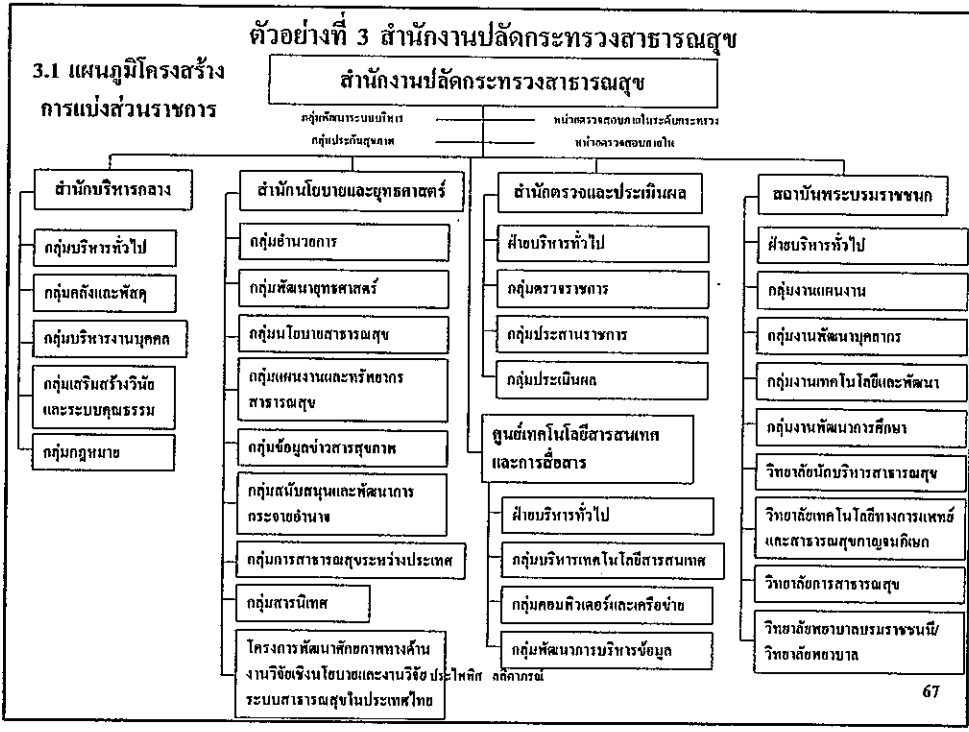 ตัวอย่างที่ 3 สำนักงานปลัดกระทรวงสาธารณสุข
3.1 แผนภูมิโครงสร้าง
การแบ่งส่วนราชการ
สำนักงานปลัดกระทรวงสาธารณสุข
กลุ่มพัฒนาระบบบริหาร
หน่วยตรวจสอบภายในระดับกระทรวง
กลุ่มประกันสุขภาพ
หน่วยตรวจสอบภายใน
สำนักบริหารกลาง
กลุ่มบริหารทั่วไป
กลุ่มคลังและพัสดุ
กลุ่มบริหารงานบุคคล
กลุ่มเสริมสร้างวินัย
และระบบคุณธรรม
กลุ่มกฎหมาย
สำนักนโยบายและยุทธศาสตร์
กลุ่มอำนวยการ
กลุ่มพัฒนายุทธศาสตร์
กลุ่มนโยบายสาธารณสุข
กลุ่มแผนงานและทรัพยากร
สาธารณสุข
กลุ่มข้อมูลข่าวสารสุขภาพ
กลุ่มสนับสนุนและพัฒนาการ
กระจายอำนาจ
กลุ่มการสาธารณสุขระหว่างประเทศ
กลุ่มสารนิเทศ
โครงการพัฒนาศักยภาพทางด้าน
งานวิจัยเชิงนโยบายและงานวิจัย
ระบบสาธารณสุขในประเทศไทย
สำนักตรวจและประเมินผล
ฝ่ายบริหารทั่วไป
กลุ่มตรวจราชการ
กลุ่มประสานราชการ
กลุ่มประเมินผล
ศูนย์เทคโนโลยีสารสนเทศ
และการสื่อสาร
ฝ่ายบริหารทั่วไป
กลุ่มบริหารเทคโนโลยีสารสนเทศ
กลุ่มคอมพิวเตอร์และเครือข่าย
กลุ่มพัฒนาการบริหารข้อมูล
สถาบันพระบรมราชชนก
ฝ่ายบริหารทั่วไป
กลุ่มงานแผนงาน
กลุ่มงานพัฒนาบุคลากร
กลุ่มงานเทคโนโลยีและพัฒนา
กลุ่มงานพัฒนาการศึกษา
วิทยาลัยนักบริหารสาธารณสุข
วิทยาลัยเทคโนโลยีทางการแพทย์
และสาธารณสุขกาญจนภิเษก
วิทยาลัยการสาธารณสุข
วิทยาลัยพยาบาลบรมราชชนนี/
วิทยาลัยพยาบาล
67